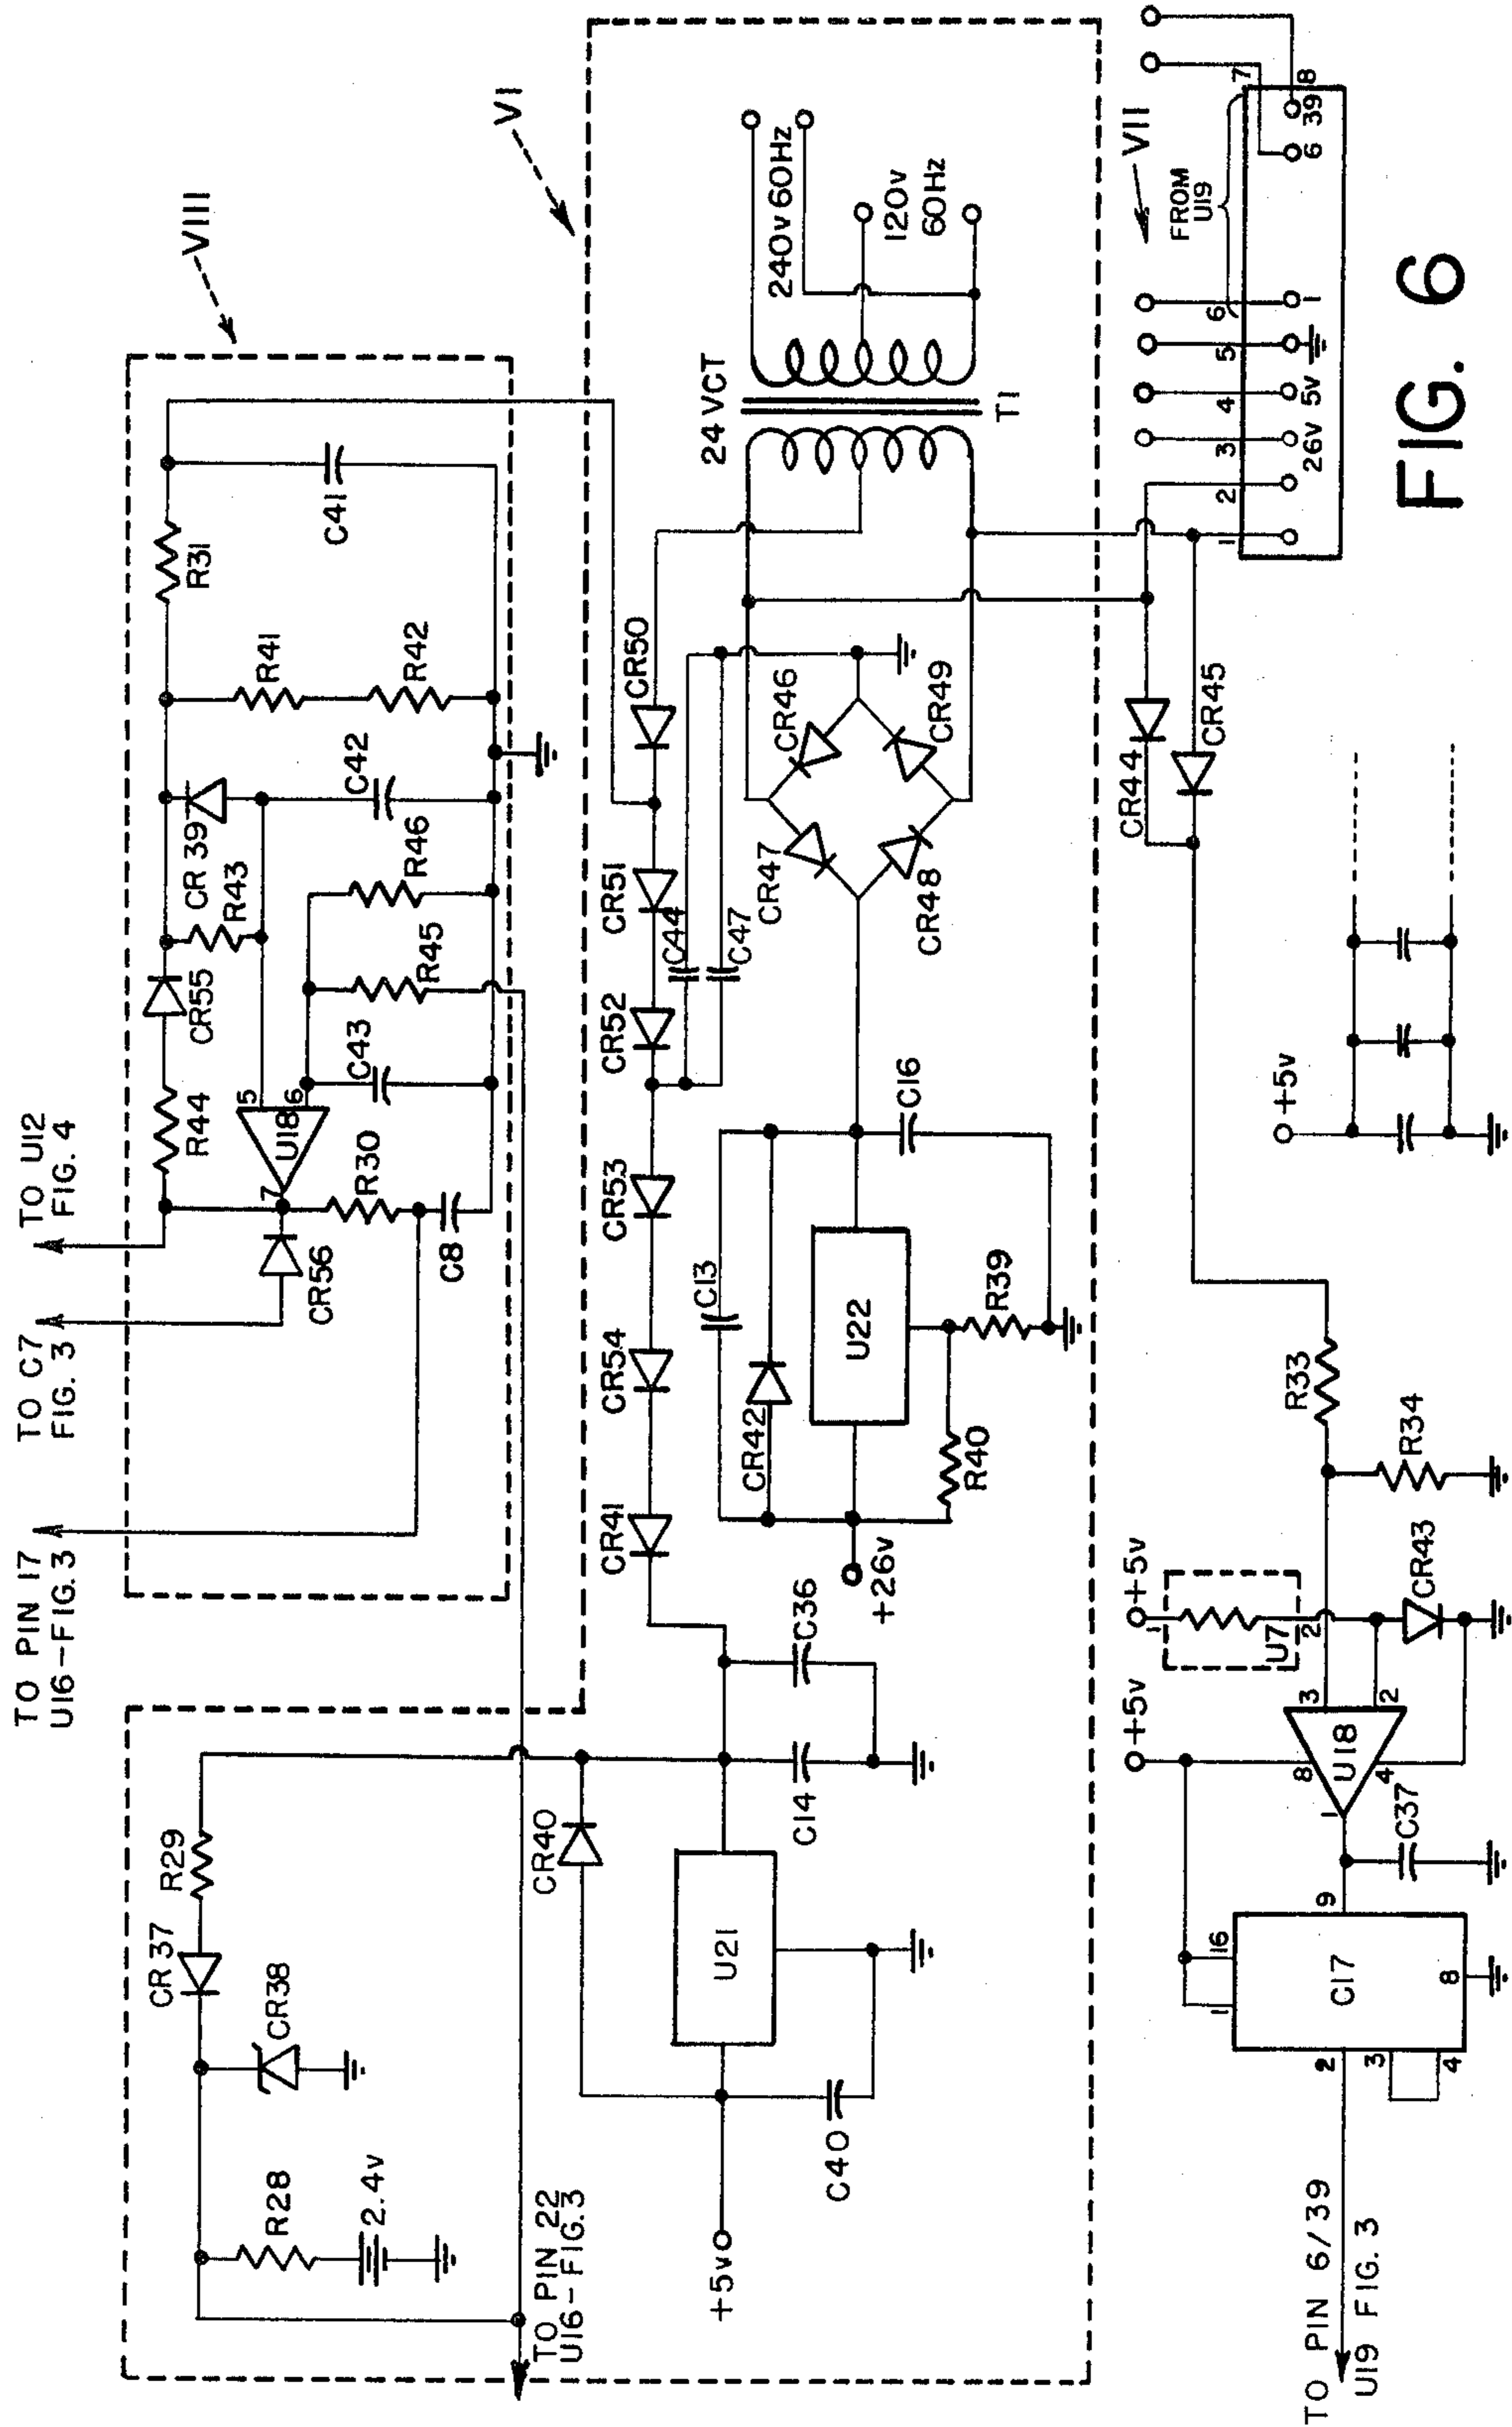 TO PIN 17
U16-FIG.3
TO C7
FIG. 3
TO U12
FIG. 4
VIII
VI
R44
CR55
R43
CR 39
R31
R41
R42
C41
C42
R46
R45
C43
5
6
7
U18
R30
C8
CR56
CR 37
R29
CR38
R28
2.4v
TO PIN 22
U16-FIG.3
CR40
U21
C14
C36
C40
+5v
CR41
CR54
CR53
CR52
CR51
CR50
C44
C47
C13
CR42
U22
C16
R39
R40
+26v
CR47
CR46
CR48
CR49
24 VCT
T1
240v 60Hz
120v
60Hz
VII
FROM
U19
1
2
3
4
5
6
7
8
26V
5V
1
6
39
CR44
CR45
R33
R34
+5v
+5v
1
U7
2
CR43
3
2
8
4
1
U18
C37
9
16
1
C17
8
2
3
4
TO PIN 6/39
U19 FIG. 3
+5v
FIG. 6